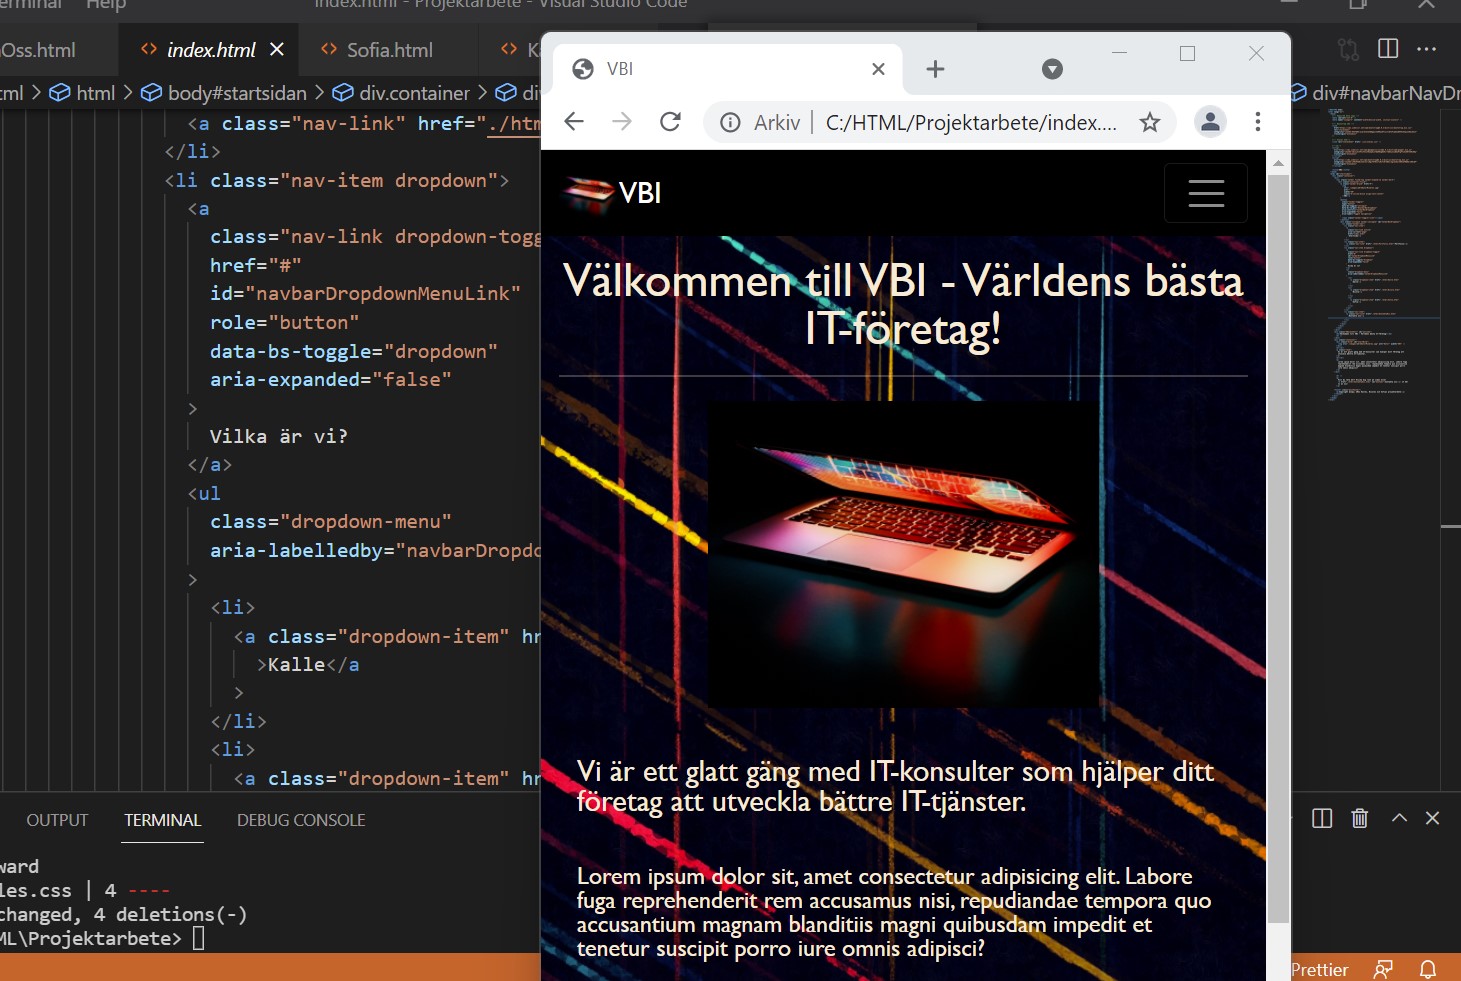 Terminal Help
index.html - Projektarbete - Visual Studio Code
Oss.html
index.html
Sofia.html
K
html
body#startsidan
div.container
di
div#navbarNavDr
<a class="nav-link" href="./htm
</li>
<li class="nav-item dropdown">
<a
class="nav-link dropdown-togg
href="#"
id="navbarDropdownMenuLink"
role="button"
data-bs-toggle="dropdown"
aria-expanded="false"
>
Vilka är vi?
</a>
<ul
class="dropdown-menu"
aria-labelledby="navbarDropdo
>
<li>
<a class="dropdown-item" hr
>Kalle</a
>
</li>
<li>
<a class="dropdown-item" hr
OUTPUT
TERMINAL
DEBUG CONSOLE
ward
les.css | 4 ----
changed, 4 deletions(-)
ML\Projektarbete>
Prettier
VBI
Arkiv
C:/HTML/Projektarbete/index....
VBI
Välkommen till VBI - Världens bästa
IT-företag!
Vi är ett glatt gäng med IT-konsulter som hjälper ditt
företag att utveckla bättre IT-tjänster.
Lorem ipsum dolor sit, amet consectetur adipisicing elit. Labore
fuga reprehenderit rem accusamus nisi, repudiandae tempora quo
accusantium magnam blanditiis magni quibusdam impedit et
tenetur suscipit porro iure omnis adipisci?